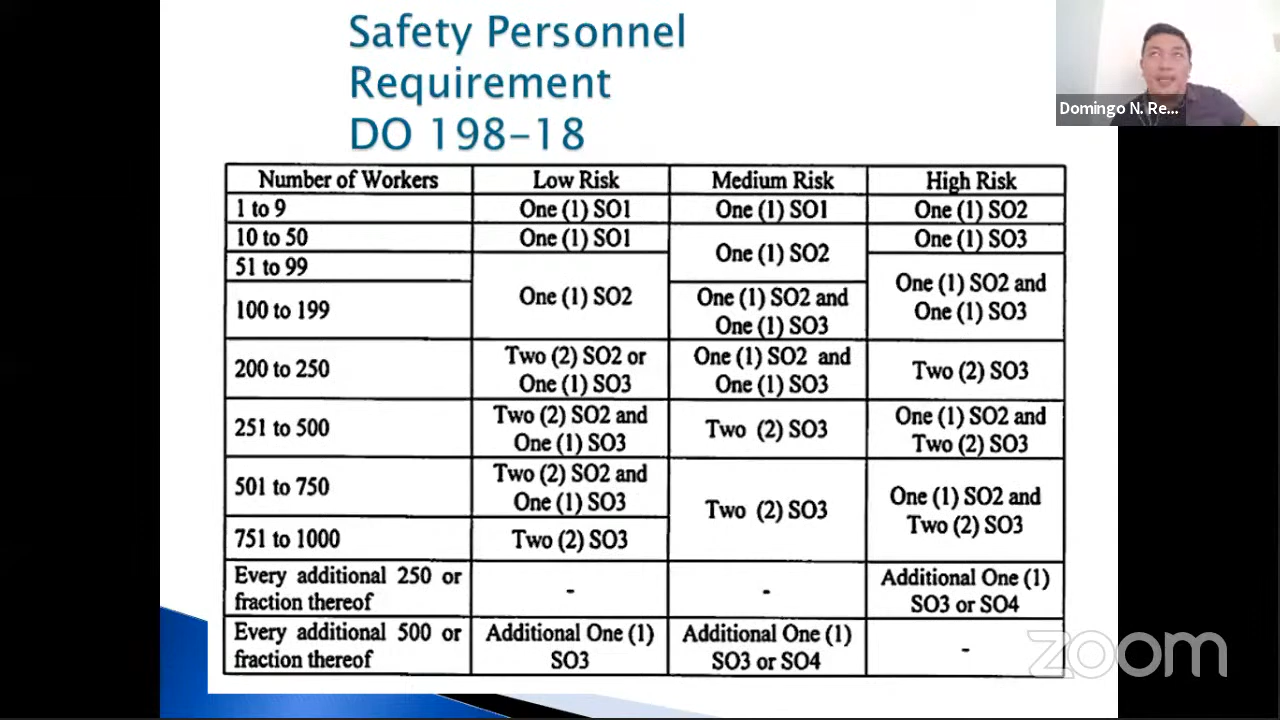 Safety Personnel
Requirement
DO 198-18
Domingo N. Re...
Number of Workers Low Risk Medium Risk High Risk
1 to 9 One (1) SO1 One (1) SO1 One (1) SO2
10 to 50 One (1) SO1 One (1) SO2 One (1) SO3
51 to 99 One (1) SO2 One (1) SO2 and
One (1) SO3
100 to 199 One (1) SO2 and
One (1) SO3
200 to 250 Two (2) SO2 or
One (1) SO3
One (1) SO2 and
One (1) SO3
Two (2) SO3
251 to 500 Two (2) SO2 and
One (1) SO3
Two (2) SO3
One (1) SO2 and
Two (2) SO3
501 to 750 Two (2) SO2 and
One (1) SO3
Two (2) SO3
One (1) SO2 and
Two (2) SO3
751 to 1000 Two (2) SO3
Every additional 250 or
fraction thereof
-
-
Additional One (1)
SO3 or SO4
Every additional 500 or
fraction thereof
Additional One (1)
SO3
Additional One (1)
SO3 or SO4
-
zoom